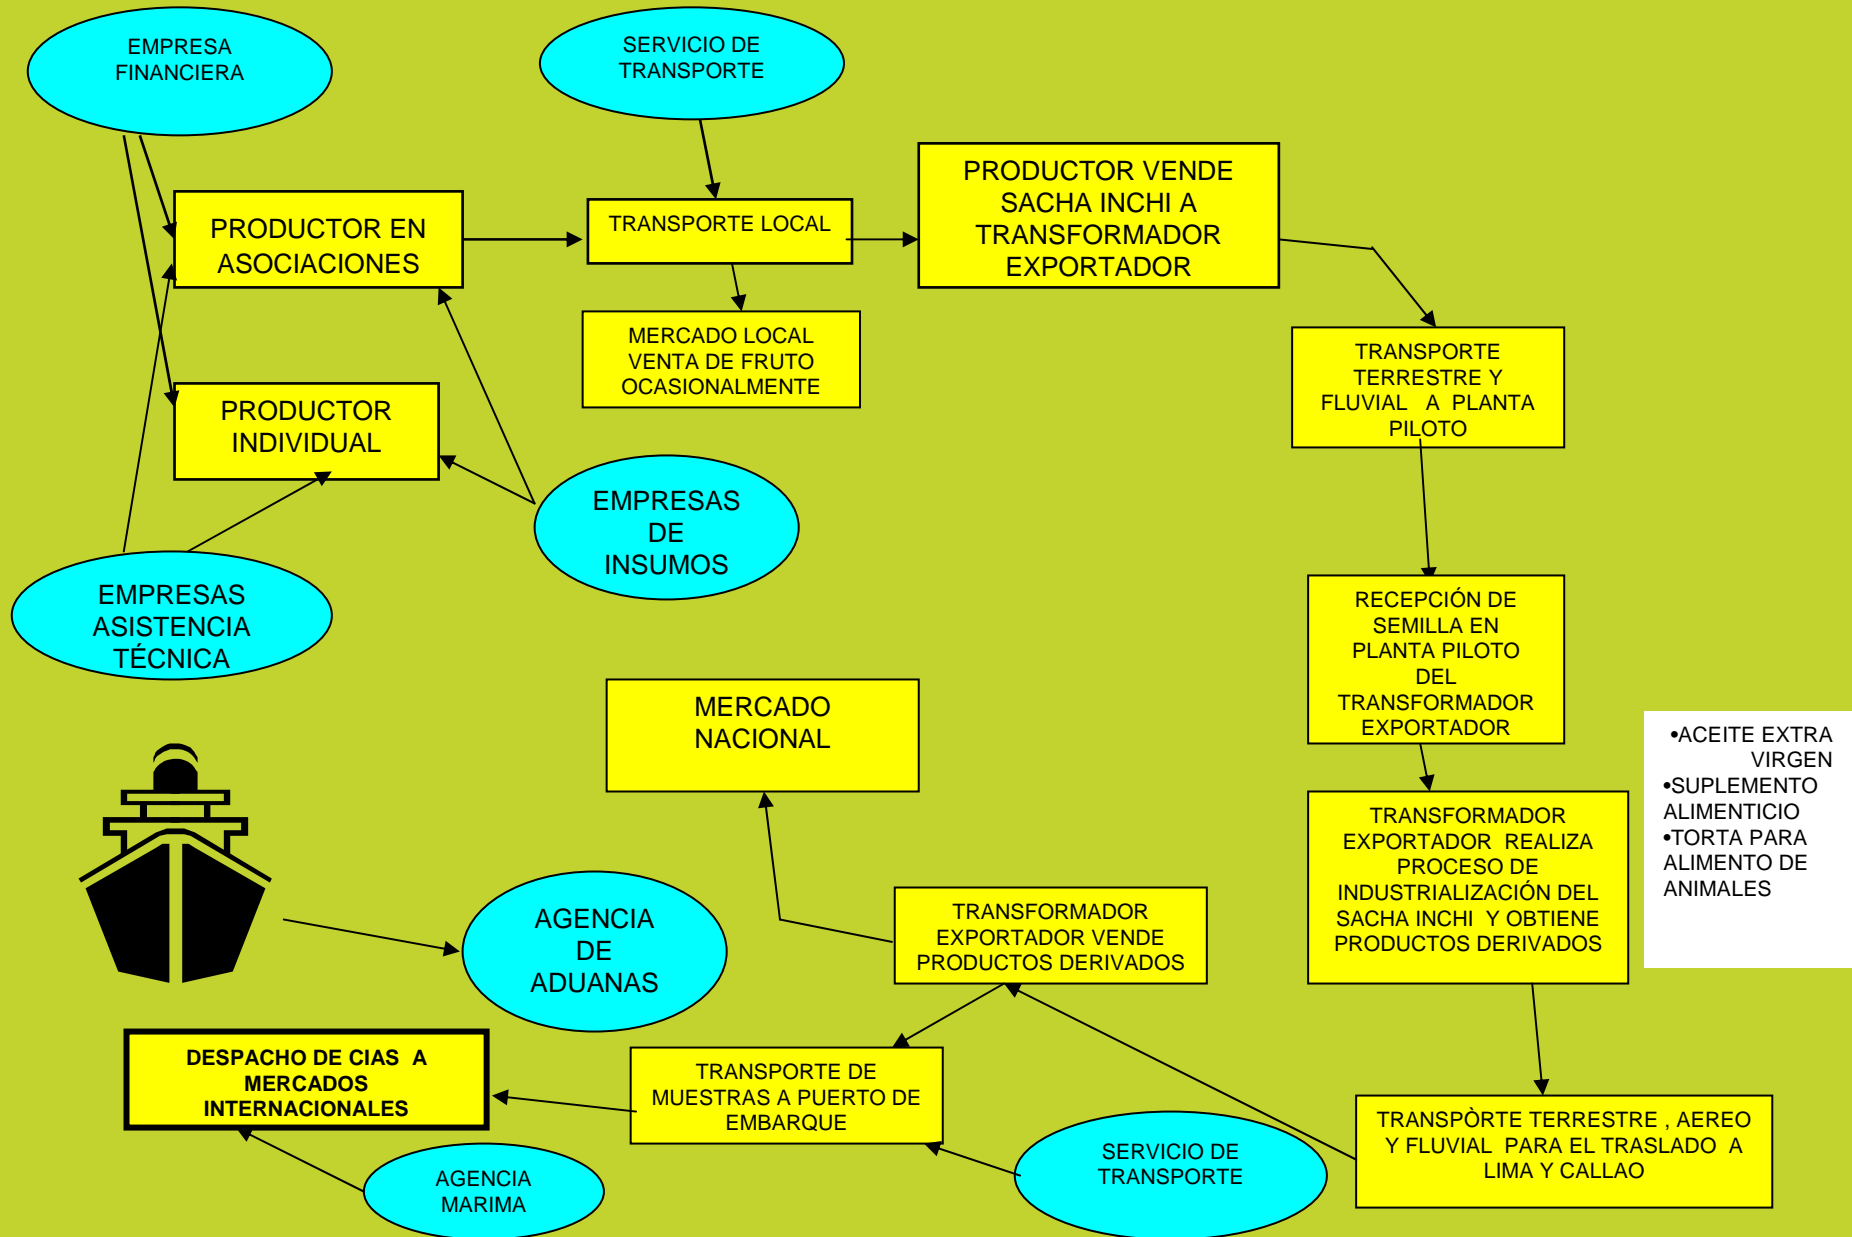 EMPRESA
FINANCIERA
SERVICIO DE
TRANSPORTE
PRODUCTOR EN
ASOCIACIONES
TRANSPORTE LOCAL
PRODUCTOR VENDE
SACHA INCHI A
TRANSFORMADOR
EXPORTADOR
MERCADO LOCAL
VENTA DE FRUTO
OCASIONALMENTE
TRANSPORTE
TERRESTRE Y
FLUVIAL A PLANTA
PILOTO
PRODUCTOR
INDIVIDUAL
EMPRESAS
DE
INSUMOS
EMPRESAS
ASISTENCIA
TÉCNICA
RECEPCIÓN DE
SEMILLA EN
PLANTA PILOTO
DEL
TRANSFORMADOR
EXPORTADOR
MERCADO
NACIONAL
•ACEITE EXTRA
VIRGEN
•SUPLEMENTO
ALIMENTICIO
•TORTA PARA
ALIMENTO DE
ANIMALES
TRANSFORMADOR
EXPORTADOR REALIZA
PROCESO DE
INDUSTRIALIZACIÓN DEL
SACHA INCHI Y OBTIENE
PRODUCTOS DERIVADOS
AGENCIA
DE
ADUANAS
TRANSFORMADOR
EXPORTADOR VENDE
PRODUCTOS DERIVADOS
DESPACHO DE CIAS A
MERCADOS
INTERNACIONALES
TRANSPORTE DE
MUESTRAS A PUERTO DE
EMBARQUE
TRANSPÒRTE TERRESTRE , AEREO
Y FLUVIAL PARA EL TRASLADO A
LIMA Y CALLAO
AGENCIA
MARIMA
SERVICIO DE
TRANSPORTE